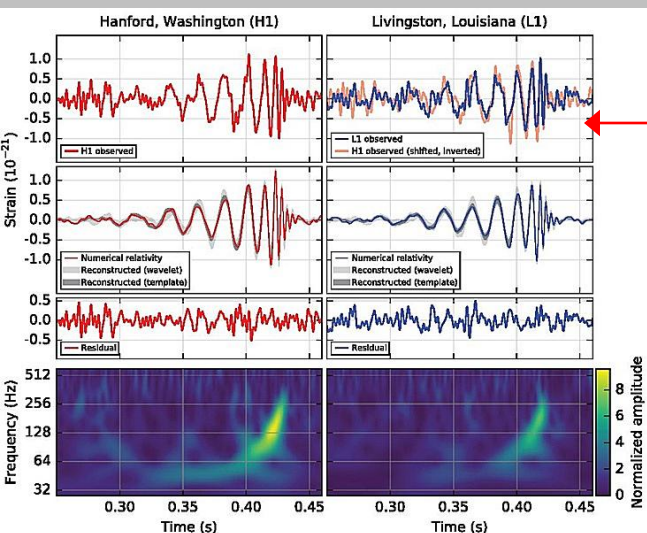 Hanford, Washington (H1)
Livingston, Louisiana (L1)
Strain (10⁻²¹)
1.0
0.5
0.0
-0.5
-1.0
H1 observed
L1 observed
H1 observed (shifted, inverted)
1.0
0.5
0.0
-0.5
-1.0
Numerical relativity
Reconstructed (wavelet)
Reconstructed (template)
Numerical relativity
Reconstructed (wavelet)
Reconstructed (template)
0.5
0.0
-0.5
Residual
Residual
Frequency (Hz)
512
256
128
64
32
0.30
0.35
0.40
0.45
Time (s)
0.30
0.35
0.40
0.45
Time (s)
8
6
4
2
0
Normalized amplitude